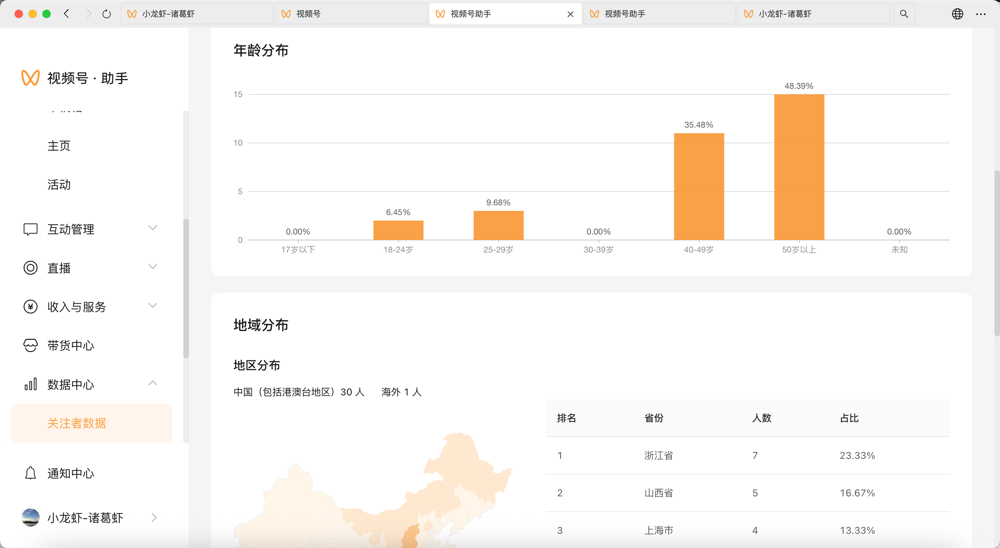 小龙虾-诸葛虾
视频号
视频号助手
视频号助手
小龙虾-诸葛虾
视频号 · 助手
主页
活动
互动管理
直播
收入与服务
带货中心
数据中心
关注者数据
通知中心
小龙虾-诸葛虾
年龄分布
15
10
5
0
0.00%
6.45%
9.68%
0.00%
35.48%
48.39%
0.00%
17岁以下
18-24岁
25-29岁
30-39岁
40-49岁
50岁以上
未知
地域分布
地区分布
中国（包括港澳台地区）30 人 海外 1 人
排名 省份 人数 占比
1 浙江省 7 23.33%
2 山西省 5 16.67%
3 上海市 4 13.33%